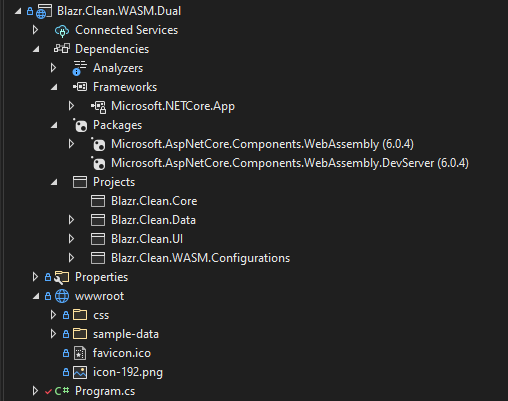 Blazr.Clean.WASM.Dual
Connected Services
Dependencies
Analyzers
Frameworks
Microsoft.NETCore.App
Packages
Microsoft.AspNetCore.Components.WebAssembly (6.0.4)
Microsoft.AspNetCore.Components.WebAssembly.DevServer (6.0.4)
Projects
Blazr.Clean.Core
Blazr.Clean.Data
Blazr.Clean.UI
Blazr.Clean.WASM.Configurations
Properties
wwwroot
css
sample-data
favicon.ico
icon-192.png
C# Program.cs